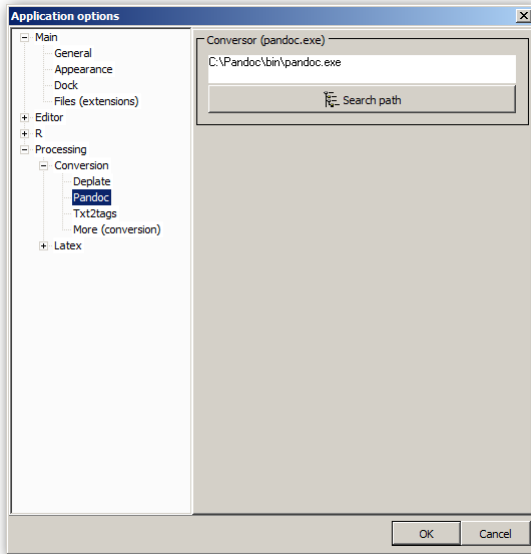 Application options
Main
General
Appearance
Dock
Files (extensions)
Editor
R
Processing
Conversion
Deplate
Pandoc
Txt2tags
More (conversion)
Latex
Conversor (pandoc.exe)
C:\Pandoc\bin\pandoc.exe
Search path
OK
Cancel